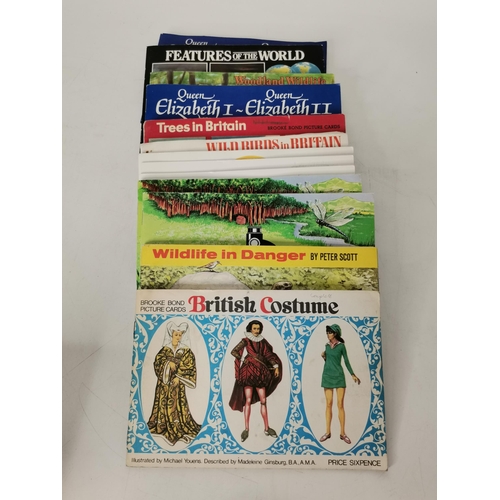 Queen
FEATURES OF THE WORLD
Woodland Wildlife
Queen Queen
Elizabeth I ~ Elizabeth II
Trees in Britain
BROOKE BOND PICTURE CARDS
WILD BIRDS in BRITAIN
Wildlife in Danger BY PETER SCOTT
BROOKE BOND
PICTURE CARDS
British Costume
Illustrated by Michael Youens. Described by Madeleine Ginsburg, B.A., A.M.A.
PRICE SIXPENCE